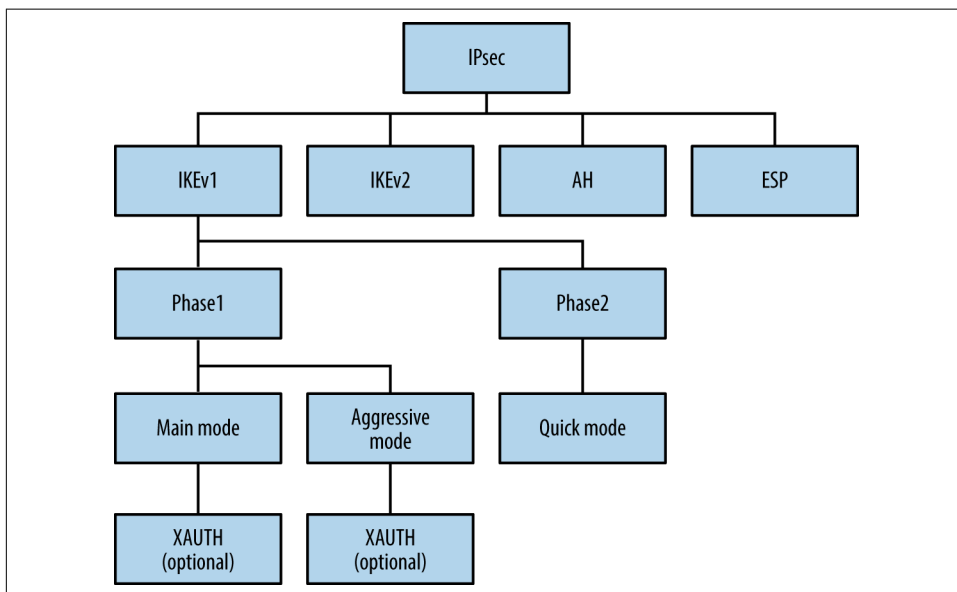 IPsec
IKEv1
IKEv2
AH
ESP
Phase1
Phase2
Main mode
Aggressive
mode
Quick mode
XAUTH
(optional)
XAUTH
(optional)